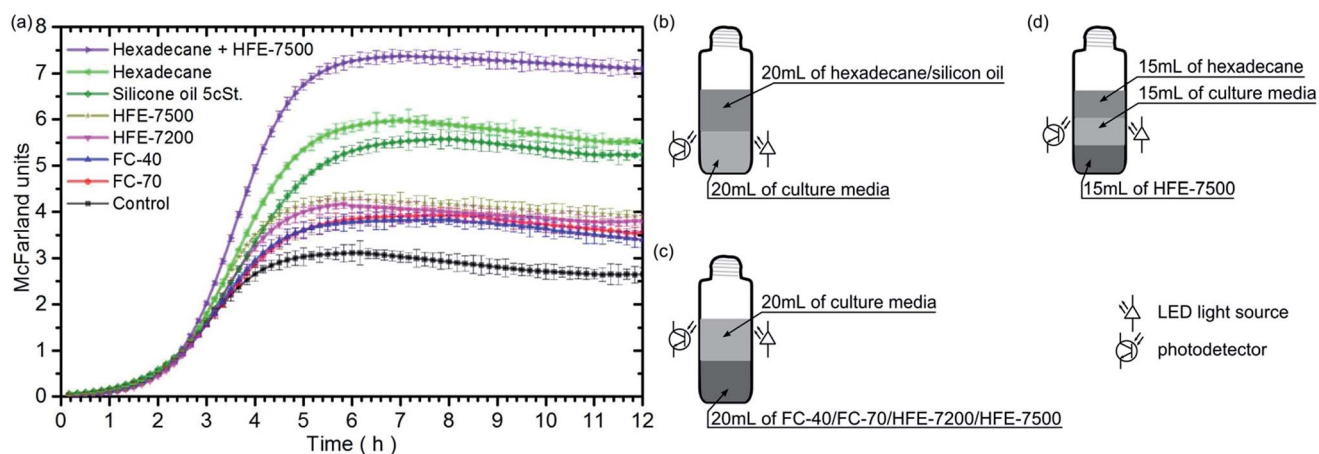 (a)
8
7
6
5
4
3
2
1
0
McFarland units
Hexadecane + HFE-7500
Hexadecane
Silicone oil 5cSt.
HFE-7500
HFE-7200
FC-40
FC-70
Control
0 1 2 3 4 5 6 7 8 9 10 11 12
Time ( h )
(b)
20mL of hexadecane/silicon oil
20mL of culture media
(c)
20mL of culture media
20mL of FC-40/FC-70/HFE-7200/HFE-7500
(d)
15mL of hexadecane
15mL of culture media
15mL of HFE-7500
LED light source
photodetector